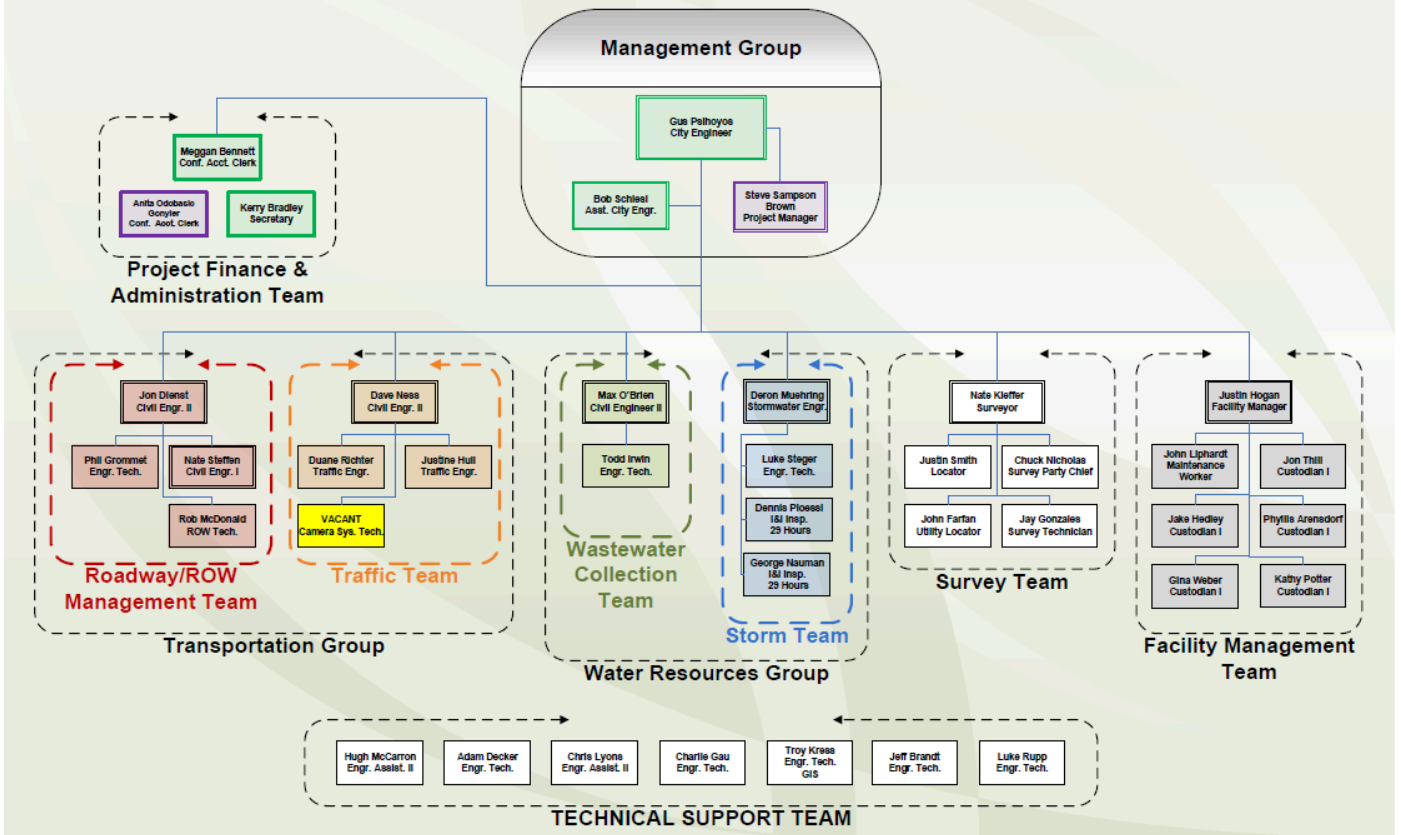 Management Group
Gus Psihoyos
City Engineer
Bob Schiesl
Asst. City Engr.
Steve Sampson
Brown
Project Manager
Meggan Bennett
Conf. Acct. Clerk
Anita Odobasic
Gonyier
Conf. Acct. Clerk
Kerry Bradley
Secretary
Project Finance &
Administration Team
Jon Dienst
Civil Engr. II
Phil Grommet
Engr. Tech.
Nate Steffen
Civil Engr. I
Rob McDonald
ROW Tech.
Roadway/ROW
Management Team
Dave Ness
Civil Engr. II
Duane Richter
Traffic Engr.
Justine Hull
Traffic Engr.
VACANT
Camera Sys. Tech.
Traffic Team
Transportation Group
Max O'Brien
Civil Engineer II
Todd Irwin
Engr. Tech.
Wastewater
Collection
Team
Deron Muehring
Stormwater Engr.
Luke Steger
Engr. Tech.
Dennis Ploessl
I&I Insp.
29 Hours
George Nauman
I&I Insp.
29 Hours
Storm Team
Water Resources Group
Nate Kieffer
Surveyor
Justin Smith
Locator
Chuck Nicholas
Survey Party Chief
John Farfan
Utility Locator
Jay Gonzales
Survey Technician
Survey Team
Justin Hogan
Facility Manager
John Liphardt
Maintenance
Worker
Jon Thill
Custodian I
Jake Hedley
Custodian I
Phyllis Arensdorf
Custodian I
Gina Weber
Custodian I
Kathy Potter
Custodian I
Facility Management
Team
Hugh McCarron
Engr. Assist. II
Adam Decker
Engr. Tech.
Chris Lyons
Engr. Assist. II
Charlie Gau
Engr. Tech.
Troy Kress
Engr. Tech.
GIS
Jeff Brandt
Engr. Tech.
Luke Rupp
Engr. Tech.
TECHNICAL SUPPORT TEAM